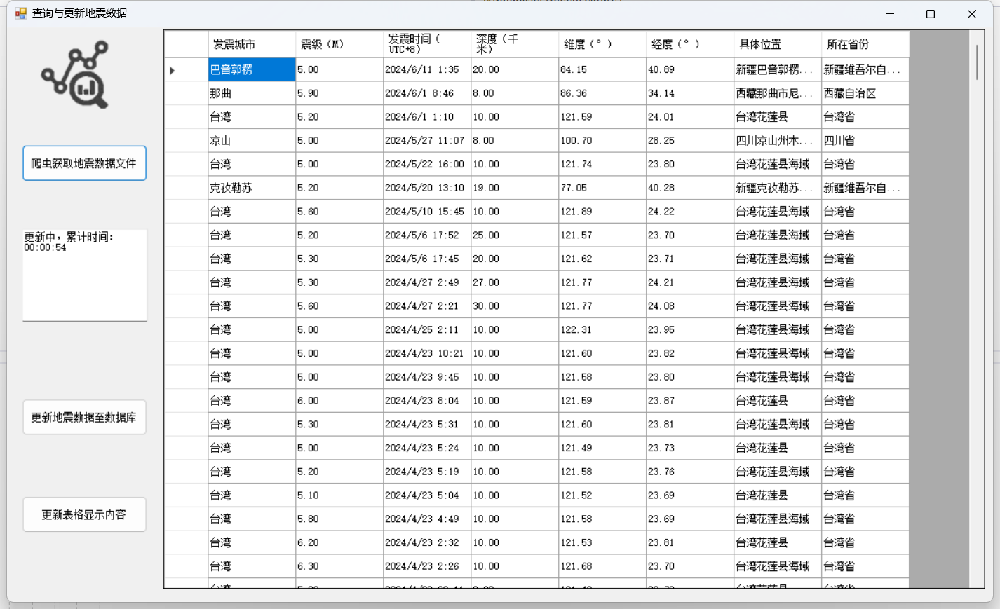 查询与更新地震数据
爬虫获取地震数据文件
更新中，累计时间：
00:00:54
更新地震数据至数据库
更新表格显示内容
发震城市 震级（M） 发震时间（UTC+8） 深度（千米） 维度（°） 经度（°） 具体位置 所在省份
巴音郭楞 5.00 2024/6/11 1:35 20.00 84.15 40.89 新疆巴音郭楞... 新疆维吾尔自...
那曲 5.90 2024/6/1 8:46 8.00 86.36 34.14 西藏那曲市尼... 西藏自治区
台湾 5.20 2024/6/1 1:10 10.00 121.59 24.01 台湾花莲县 台湾省
凉山 5.00 2024/5/27 11:07 8.00 100.70 28.25 四川凉山州木... 四川省
台湾 5.00 2024/5/22 16:00 10.00 121.74 23.80 台湾花莲县海域 台湾省
克孜勒苏 5.20 2024/5/20 13:10 19.00 77.05 40.28 新疆克孜勒苏... 新疆维吾尔自...
台湾 5.60 2024/5/10 15:45 10.00 121.89 24.22 台湾花莲县海域 台湾省
台湾 5.20 2024/5/6 17:52 25.00 121.57 23.70 台湾花莲县海域 台湾省
台湾 5.30 2024/5/6 17:45 20.00 121.62 23.71 台湾花莲县海域 台湾省
台湾 5.30 2024/4/27 2:49 27.00 121.77 24.21 台湾花莲县海域 台湾省
台湾 5.60 2024/4/27 2:21 30.00 121.77 24.08 台湾花莲县海域 台湾省
台湾 5.00 2024/4/25 2:11 10.00 122.31 23.95 台湾花莲县海域 台湾省
台湾 5.00 2024/4/23 10:21 10.00 121.60 23.82 台湾花莲县海域 台湾省
台湾 5.00 2024/4/23 9:45 10.00 121.58 23.80 台湾花莲县海域 台湾省
台湾 6.00 2024/4/23 8:04 10.00 121.59 23.87 台湾花莲县 台湾省
台湾 5.30 2024/4/23 5:31 10.00 121.60 23.81 台湾花莲县海域 台湾省
台湾 5.00 2024/4/23 5:24 10.00 121.49 23.73 台湾花莲县 台湾省
台湾 5.20 2024/4/23 5:19 10.00 121.58 23.76 台湾花莲县海域 台湾省
台湾 5.10 2024/4/23 5:04 10.00 121.52 23.69 台湾花莲县 台湾省
台湾 5.80 2024/4/23 4:49 10.00 121.58 23.69 台湾花莲县海域 台湾省
台湾 6.20 2024/4/23 2:32 10.00 121.53 23.81 台湾花莲县 台湾省
台湾 6.30 2024/4/23 2:26 10.00 121.68 23.70 台湾花莲县海域 台湾省